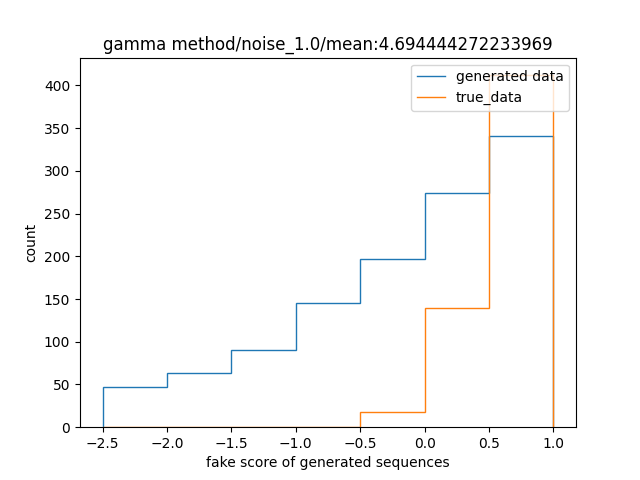 gamma method/noise_1.0/mean:4.694444272233969
generated data
true_data
400
350
300
250
200
150
100
50
0
count
−2.5 −2.0 −1.5 −1.0 −0.5 0.0 0.5 1.0
fake score of generated sequences